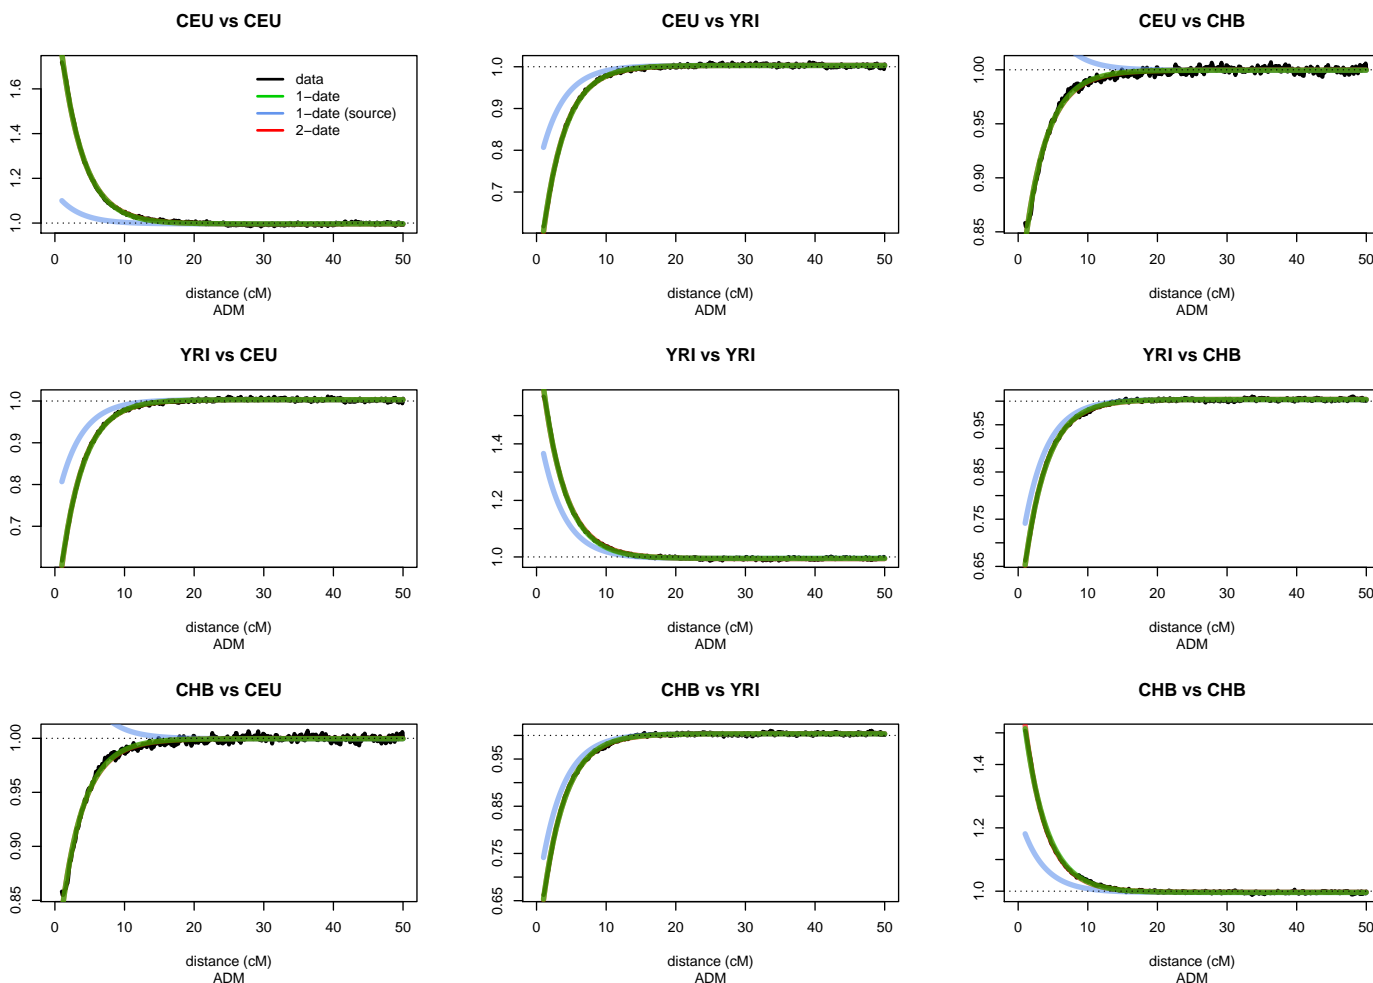 CEU vs CEU
1.0 1.2 1.4 1.6
data
1−date
1−date (source)
2−date
0 10 20 30 40 50
distance (cM)
ADM
CEU vs YRI
0.7 0.8 0.9 1.0
0 10 20 30 40 50
distance (cM)
ADM
CEU vs CHB
0.85 0.90 0.95 1.00
0 10 20 30 40 50
distance (cM)
ADM
YRI vs CEU
0.7 0.8 0.9 1.0
0 10 20 30 40 50
distance (cM)
ADM
YRI vs YRI
1.0 1.2 1.4
0 10 20 30 40 50
distance (cM)
ADM
YRI vs CHB
0.65 0.75 0.85 0.95
0 10 20 30 40 50
distance (cM)
ADM
CHB vs CEU
0.85 0.90 0.95 1.00
0 10 20 30 40 50
distance (cM)
ADM
CHB vs YRI
0.65 0.75 0.85 0.95
0 10 20 30 40 50
distance (cM)
ADM
CHB vs CHB
1.0 1.2 1.4
0 10 20 30 40 50
distance (cM)
ADM